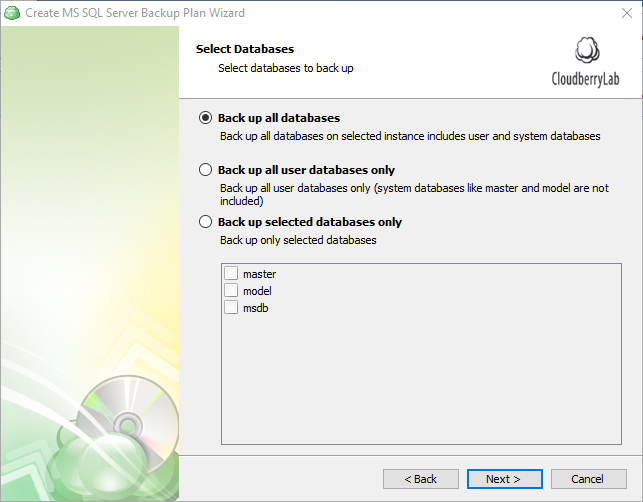 Create MS SQL Server Backup Plan Wizard
Select Databases
Select databases to back up
CloudberryLab
Back up all databases
Back up all databases on selected instance includes user and system databases
Back up all user databases only
Back up all user databases only (system databases like master and model are not
included)
Back up selected databases only
Back up only selected databases
master
model
msdb
< Back
Next >
Cancel